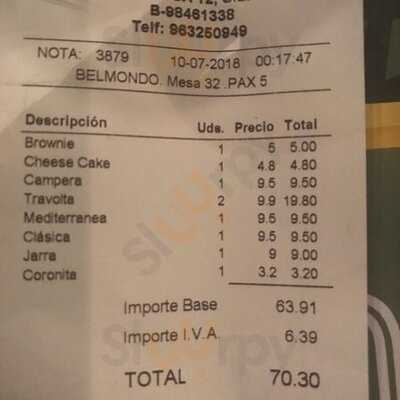 B-98461338
Telf: 963250949
NOTA: 3879 10-07-2018 00:17:47
BELMONDO. Mesa 32 .PAX 5
Descripción Uds. Precio Total
Brownie 1 5 5.00
Cheese Cake 1 4.8 4.80
Campera 1 9.5 9.50
Travolta 2 9.9 19.80
Mediterranea 1 9.5 9.50
Clásica 1 9.5 9.50
Jarra 1 9 9.00
Coronita 1 3.2 3.20
Importe Base 63.91
Importe I.V.A. 6.39
TOTAL 70.30
sluurpy
sluurpy